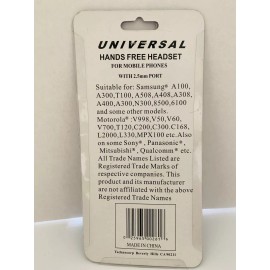 UNIVERSAL
HANDS FREE HEADSET
FOR MOBILE PHONES
WITH 2.5mm PORT
Suitable for: Samsung* A100,
A300,T100, A508, A408, A308,
A400, A300, N300, 8500, 6100
and some other models.
Motorola* :V998,V50,V60,
V700,T120,C200,C300.C168,
L2000,L330,MPX100 etc.Also
on some Sony* , Panasonic*,
Mitsubishi* , Qualcomm* etc.
All Trade Names Listed are
Registered Trade Marks of
respective companies. This
product and its manufacturer
are not affiliated with the above
Registered Trade Names
MADE IN CHINA
Beverly Hills CA 90211